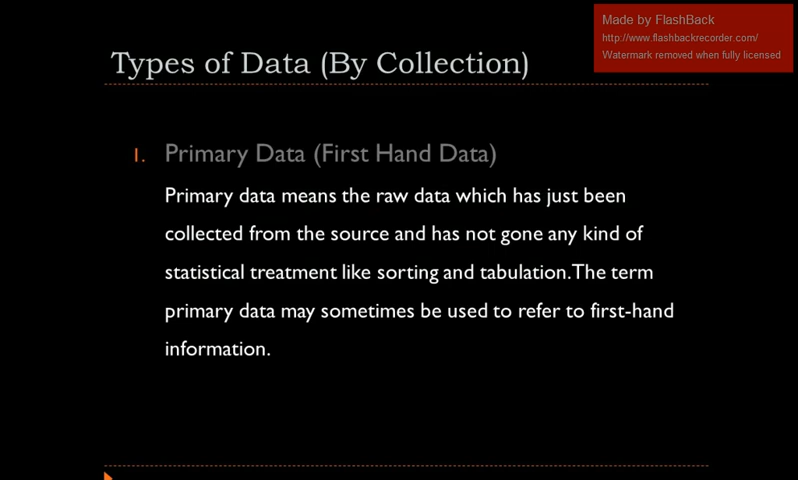 Made by FlashBack
http://www.flashbackrecorder.com/
Watermark removed when fully licensed
Types of Data (By Collection)
1. Primary Data (First Hand Data)
Primary data means the raw data which has just been
collected from the source and has not gone any kind of
statistical treatment like sorting and tabulation. The term
primary data may sometimes be used to refer to first-hand
information.